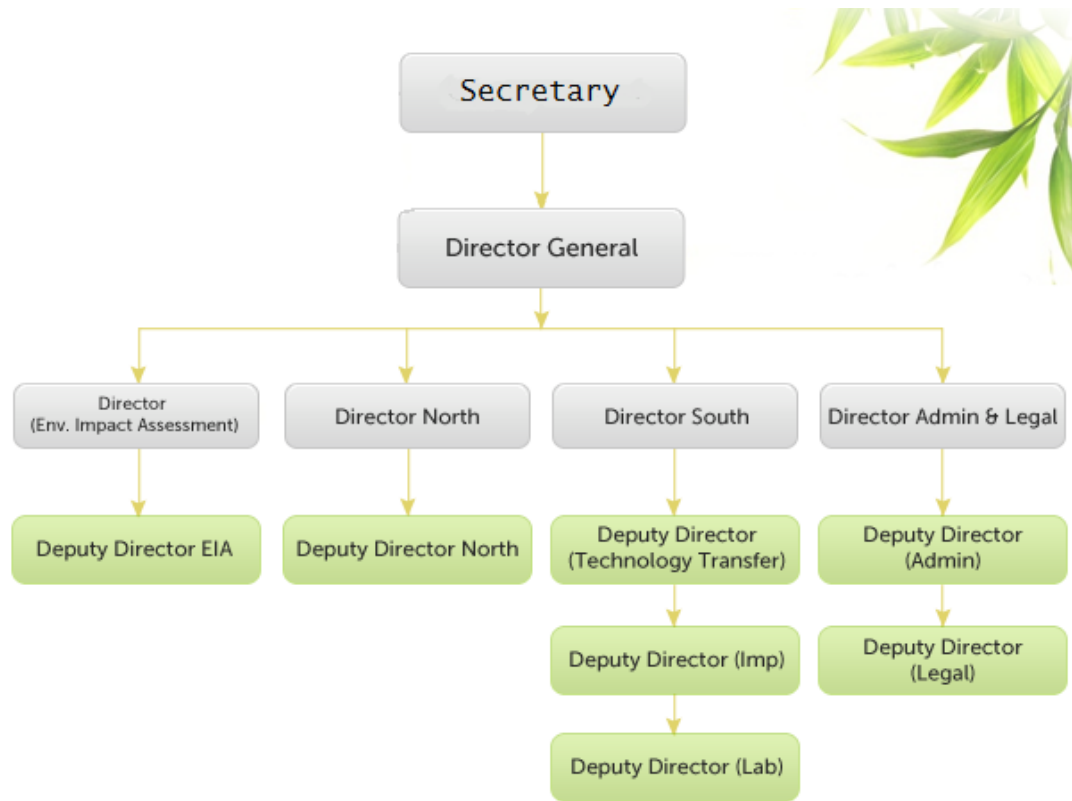 Secretary
Director General
Director
(Env. Impact Assessment)
Director North
Director South
Director Admin & Legal
Deputy Director EIA
Deputy Director North
Deputy Director
(Technology Transfer)
Deputy Director
(Admin)
Deputy Director (Imp)
Deputy Director
(Legal)
Deputy Director (Lab)